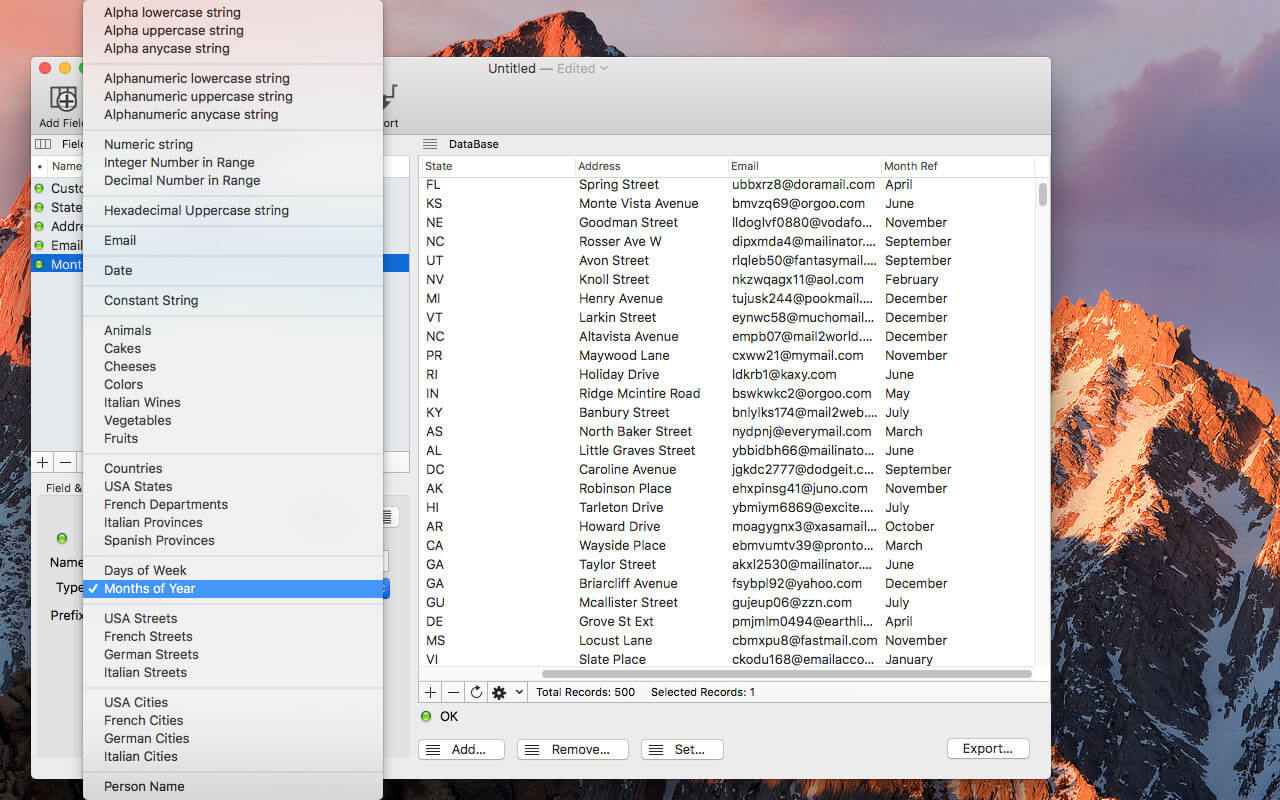 Alpha lowercase string
Alpha uppercase string
Alpha anycase string
Alphanumeric lowercase string
Alphanumeric uppercase string
Alphanumeric anycase string
Numeric string
Integer Number in Range
Decimal Number in Range
Hexadecimal Uppercase string
Email
Date
Constant String
Animals
Cakes
Cheeses
Colors
Italian Wines
Vegetables
Fruits
Countries
USA States
French Departments
Italian Provinces
Spanish Provinces
Days of Week
✓ Months of Year
USA Streets
French Streets
German Streets
Italian Streets
USA Cities
French Cities
German Cities
Italian Cities
Person Name
Untitled — Edited
Add Fiel
ort
Fiel
Name
Custo
State
Addre
Email
Mont
Field &
Name
Type
Prefix
DataBase
State Address Email Month Ref
FL Spring Street ubbxrz8@doramail.com April
KS Monte Vista Avenue bmvzq69@orgoo.com June
NE Goodman Street lldoglvf0880@vodafo... November
NC Rosser Ave W dipxmda4@mailinator.... September
UT Avon Street rlqleb50@fantasymail.... September
NV Knoll Street nkzwqagx11@aol.com February
MI Henry Avenue tujusk244@pookmail.... December
VT Larkin Street eynwc58@muchomail... December
NC Altavista Avenue empb07@mail2world.... December
PR Maywood Lane cxww21@mymail.com November
RI Holiday Drive ldkrb1@kaxy.com June
IN Ridge Mcintire Road bswkwkc2@orgoo.com May
KY Banbury Street bnlylks174@mail2web.... July
AS North Baker Street nydpnj@everymail.com March
AL Little Graves Street ybbidbh66@mailinato... June
DC Caroline Avenue jgkdc2777@dodgeit.c... September
AK Robinson Place ehxpinsg41@juno.com November
HI Tarleton Drive ybmiym6869@excite.... July
AR Howard Drive moagygnx3@xasamail... October
CA Wayside Place ebmvumtv39@pronto... March
GA Taylor Street akxl2530@mailinator.... June
GA Briarcliff Avenue fsybpl92@yahoo.com December
GU Mcallister Street gujeup06@zzn.com July
DE Grove St Ext pmjmlm0494@earthli... April
MS Locust Lane cbmxpu8@fastmail.com November
VI Slate Place ckodu168@emailacco... January
Total Records: 500 Selected Records: 1
OK
Add... Remove... Set... Export...